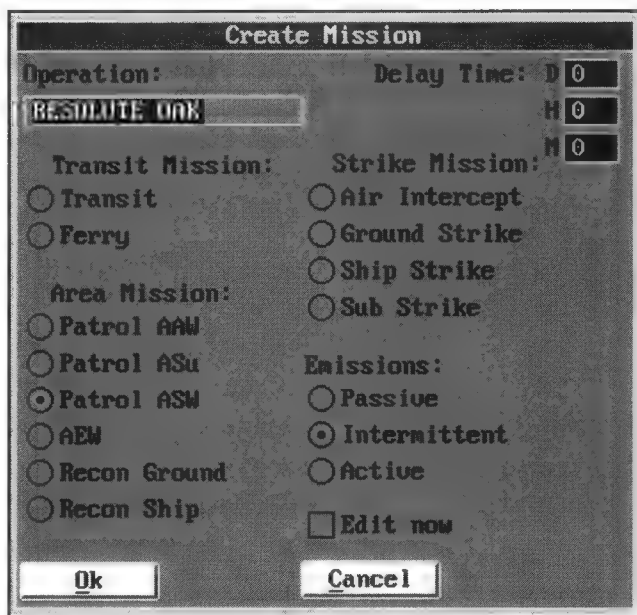 Create Mission
Operation:
RESOLUTE OAK
Delay Time: D 0
H 0
M 0
Transit Mission:
Transit
Ferry
Area Mission:
Patrol AAW
Patrol ASu
Patrol ASW
AEW
Recon Ground
Recon Ship
Strike Mission:
Air Intercept
Ground Strike
Ship Strike
Sub Strike
Emissions:
Passive
Intermittent
Active
Edit now
Ok
Cancel